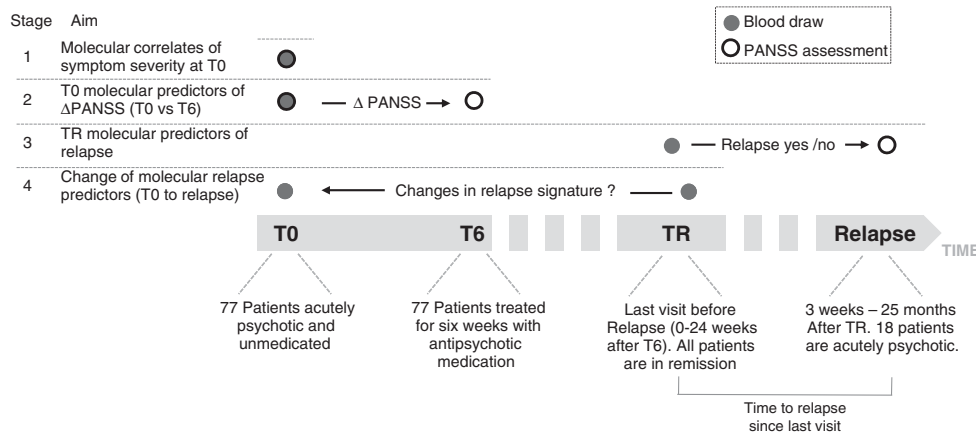 Stage Aim
Blood draw
PANSS assessment
1 Molecular correlates of
symptom severity at T0
2 T0 molecular predictors of
ΔPANSS (T0 vs T6)
Δ PANSS
3 TR molecular predictors of
relapse
Relapse yes /no
4 Change of molecular relapse
predictors (T0 to relapse)
Changes in relapse signature ?
T0 T6 TR Relapse
TIME
77 Patients acutely
psychotic and
unmedicated
77 Patients treated
for six weeks with
antipsychotic
medication
Last visit before
Relapse (0-24 weeks
after T6). All patients
are in remission
3 weeks – 25 months
After TR. 18 patients
are acutely psychotic.
Time to relapse
since last visit